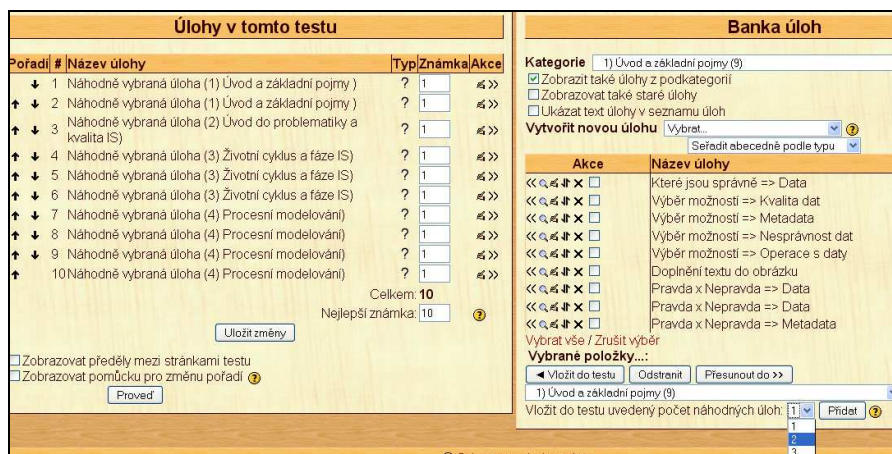 Úlohy v tomto testu
Pořadí # Název úlohy Typ Známka Akce
1 Náhodně vybraná úloha (1) Úvod a základní pojmy ) ? 1
2 Náhodně vybraná úloha (1) Úvod a základní pojmy ) ? 1
3 Náhodně vybraná úloha (2) Úvod do problematiky a ? 1
kvalita IS)
4 Náhodně vybraná úloha (3) Životní cyklus a fáze IS) ? 1
5 Náhodně vybraná úloha (3) Životní cyklus a fáze IS) ? 1
6 Náhodně vybraná úloha (3) Životní cyklus a fáze IS) ? 1
7 Náhodně vybraná úloha (4) Procesní modelování) ? 1
8 Náhodně vybraná úloha (4) Procesní modelování) ? 1
9 Náhodně vybraná úloha (4) Procesní modelování) ? 1
10 Náhodně vybraná úloha (4) Procesní modelování) ? 1
Celkem: 10
Nejlepší známka: 10
Uložit změny
Zobrazovat předěly mezi stránkami testu
Zobrazovat pomůcku pro změnu pořadí
Proveď
Banka úloh
Kategorie 1) Úvod a základní pojmy (9)
Zobrazit také úlohy z podkategorií
Zobrazovat také staré úlohy
Ukázat text úlohy v seznamu úloh
Vytvořit novou úlohu Vybrat...
Seřadit abecedně podle typu
Akce Název úlohy
Které jsou správně => Data
Výběr možností => Kvalita dat
Výběr možností => Metadata
Výběr možností => Nesprávnost dat
Výběr možností => Operace s daty
Doplnění textu do obrázku
Pravda x Nepravda => Data
Pravda x Nepravda => Data
Pravda x Nepravda => Metadata
Vybrat vše / Zrušit výběr
Vybrané položky...:
◄ Vložit do testu Odstranit Přesunout do >>
1) Úvod a základní pojmy (9)
Vložit do testu uvedený počet náhodných úloh: 1 Přidat
1
2
3